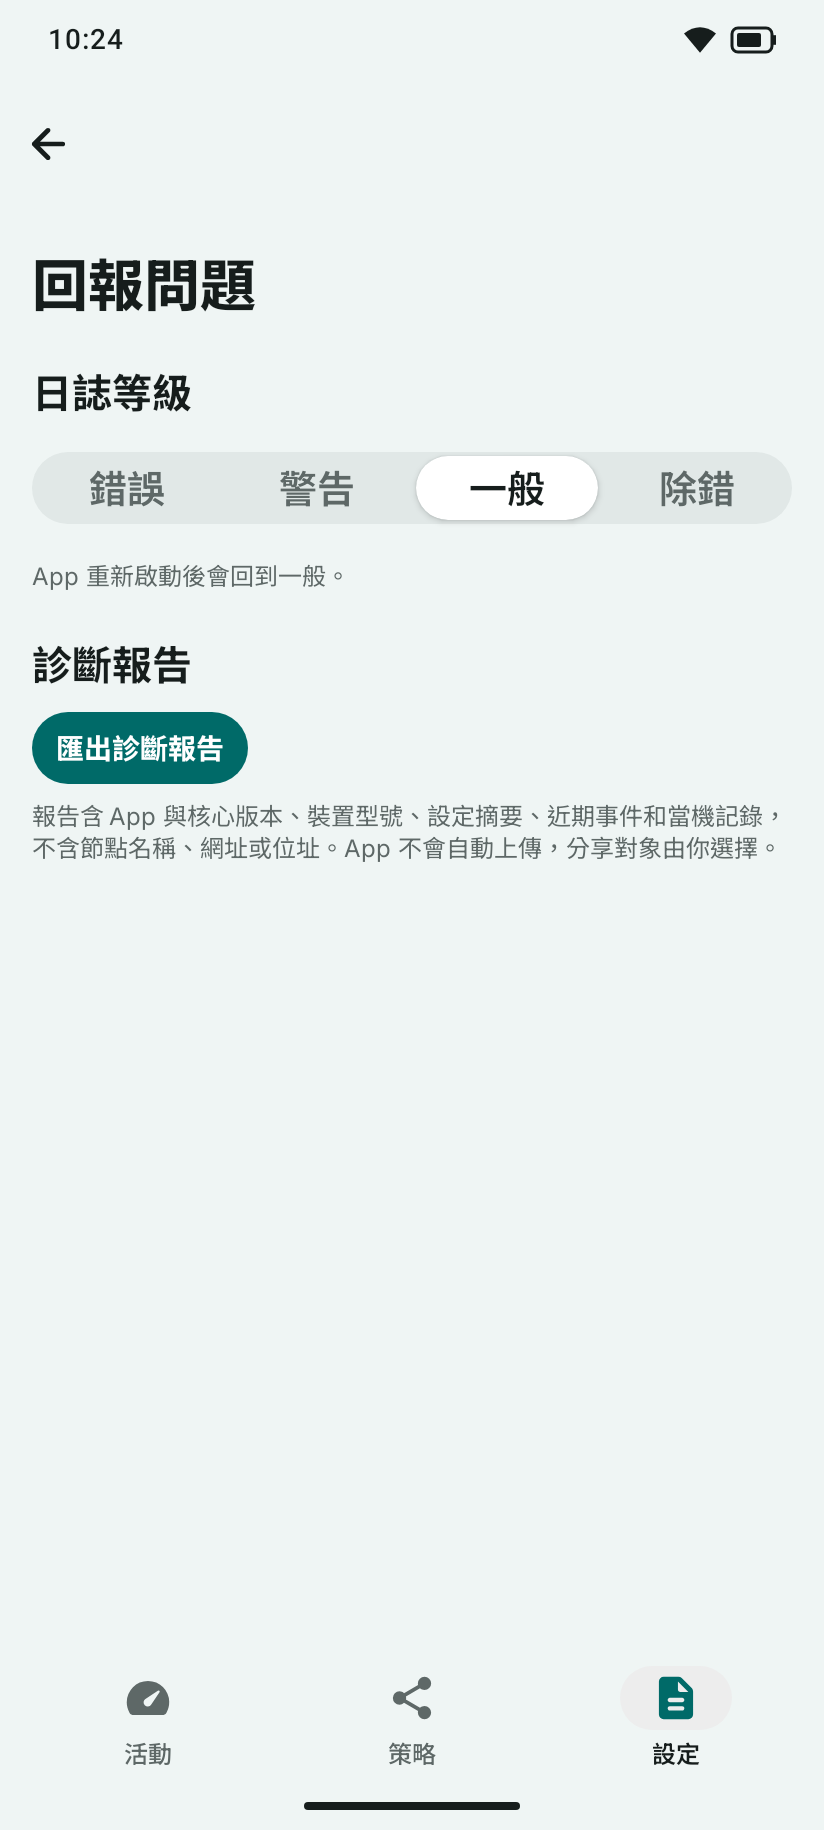 10:24
回報問題
日誌等級
錯誤 警告 一般 除錯
App 重新啟動後會回到一般。
診斷報告
匯出診斷報告
報告含 App 與核心版本、裝置型號、設定摘要、近期事件和當機記錄，
不含節點名稱、網址或位址。App 不會自動上傳，分享對象由你選擇。
活動 策略 設定